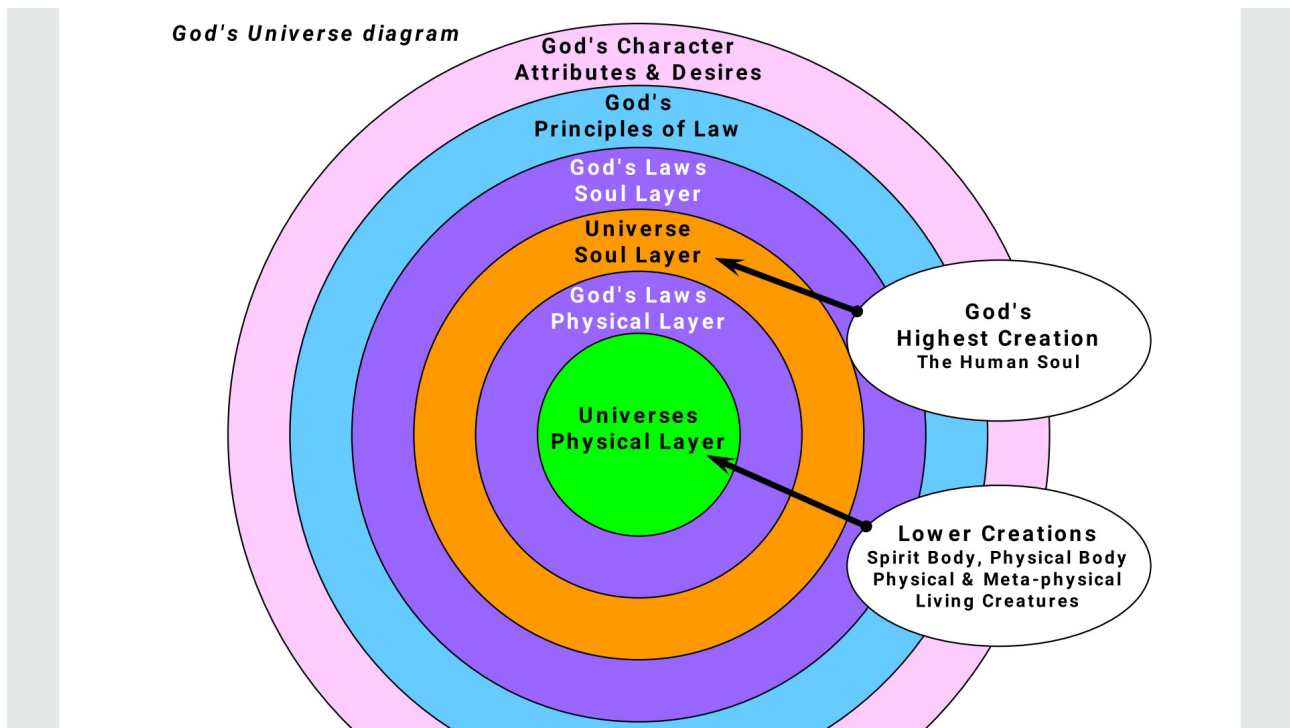 God's Universe diagram
God's Character
Attributes & Desires
God's
Principles of Law
God's Laws
Soul Layer
Universe
Soul Layer
God's Laws
Physical Layer
Universes
Physical Layer
God's
Highest Creation
The Human Soul
Lower Creations
Spirit Body, Physical Body
Physical & Meta-physical
Living Creatures